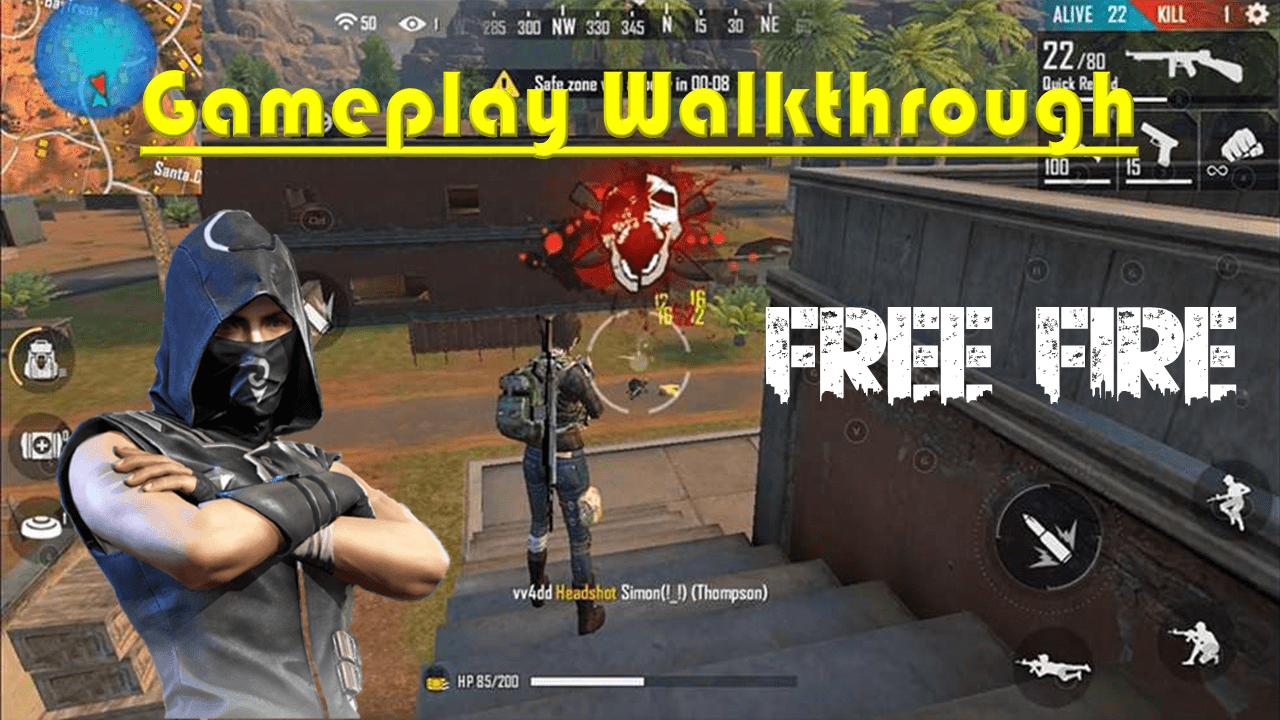 50
1
285 300 NW 330 345 N 15 30 NE
ALIVE 22 KILL 1
22/80
Safe zone in 00:08
Gameplay Walkthrough
100 15 ∞
Ctrl
FREE FIRE
vv4dd Headshot Simon(!_!) (Thompson)
HP 85/200